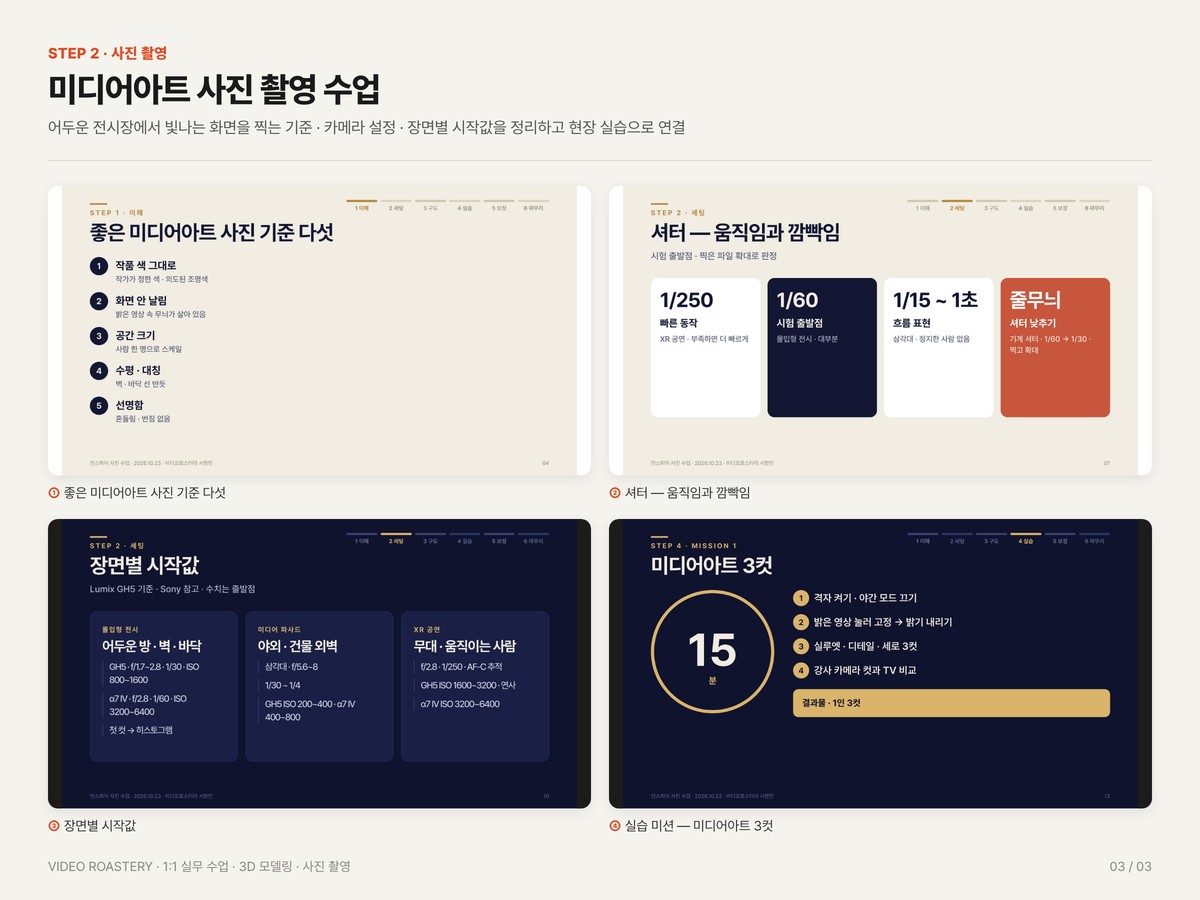 STEP 2 · 사진 촬영
미디어아트 사진 촬영 수업
어두운 전시장에서 빛나는 화면을 찍는 기준 · 카메라 설정 · 장면별 시작값을 정리하고 현장 실습으로 연결
STEP 1 · 이해
1 이해 2 세팅 3 구도 4 실습 5 보정 6 마무리
좋은 미디어아트 사진 기준 다섯
1 작품 색 그대로
작가가 정한 색 · 의도된 조명색
2 화면 안 날림
밝은 영상 속 무늬가 살아 있음
3 공간 크기
사람 한 명으로 스케일
4 수평 · 대칭
벽 · 바닥 선 반듯
5 선명함
흔들림 · 번짐 없음
사진 수업 · 2026.10.23 ·
04
① 좋은 미디어아트 사진 기준 다섯
STEP 2 · 세팅
1 이해 2 세팅 3 구도 4 실습 5 보정 6 마무리
셔터 — 움직임과 깜빡임
시험 출발점 · 찍은 파일 확대로 판정
1/250
빠른 동작
XR 공연 · 부족하면 더 빠르게
1/60
시험 출발점
몰입형 전시 · 대부분
1/15 ~ 1초
흐름 표현
삼각대 · 정지한 사람 없음
줄무늬
셔터 낮추기
기계 셔터 · 1/60 → 1/30 ·
찍고 확대
사진 수업 · 2026.10.23 ·
07
② 셔터 — 움직임과 깜빡임
STEP 2 · 세팅
1 이해 2 세팅 3 구도 4 실습 5 보정 6 마무리
장면별 시작값
Lumix GH5 기준 · Sony 참고 · 수치는 출발점
몰입형 전시
어두운 방 · 벽 · 바닥
GH5 · f/1.7~2.8 · 1/30 · ISO
800~1600
α7 IV · f/2.8 · 1/60 · ISO
3200~6400
첫 컷 → 히스토그램
미디어 파사드
야외 · 건물 외벽
삼각대 · f/5.6~8
1/30 ~ 1/4
GH5 ISO 200~400 · α7 IV
400~800
XR 공연
무대 · 움직이는 사람
f/2.8 · 1/250 · AF-C 추적
GH5 ISO 1600~3200 · 연사
α7 IV ISO 3200~6400
사진 수업 · 2026.10.23 ·
10
③ 장면별 시작값
STEP 4 · MISSION 1
1 이해 2 세팅 3 구도 4 실습 5 보정 6 마무리
미디어아트 3컷
15
분
1 격자 켜기 · 야간 모드 끄기
2 밝은 영상 눌러 고정 → 밝기 내리기
3 실루엣 · 디테일 · 세로 3컷
4 강사 카메라 컷과 TV 비교
결과물 · 1인 3컷
사진 수업 · 2026.10.23 ·
④ 실습 미션 — 미디어아트 3컷
VIDEO ROASTERY · 1:1 실무 수업 · 3D 모델링 · 사진 촬영
03 / 03